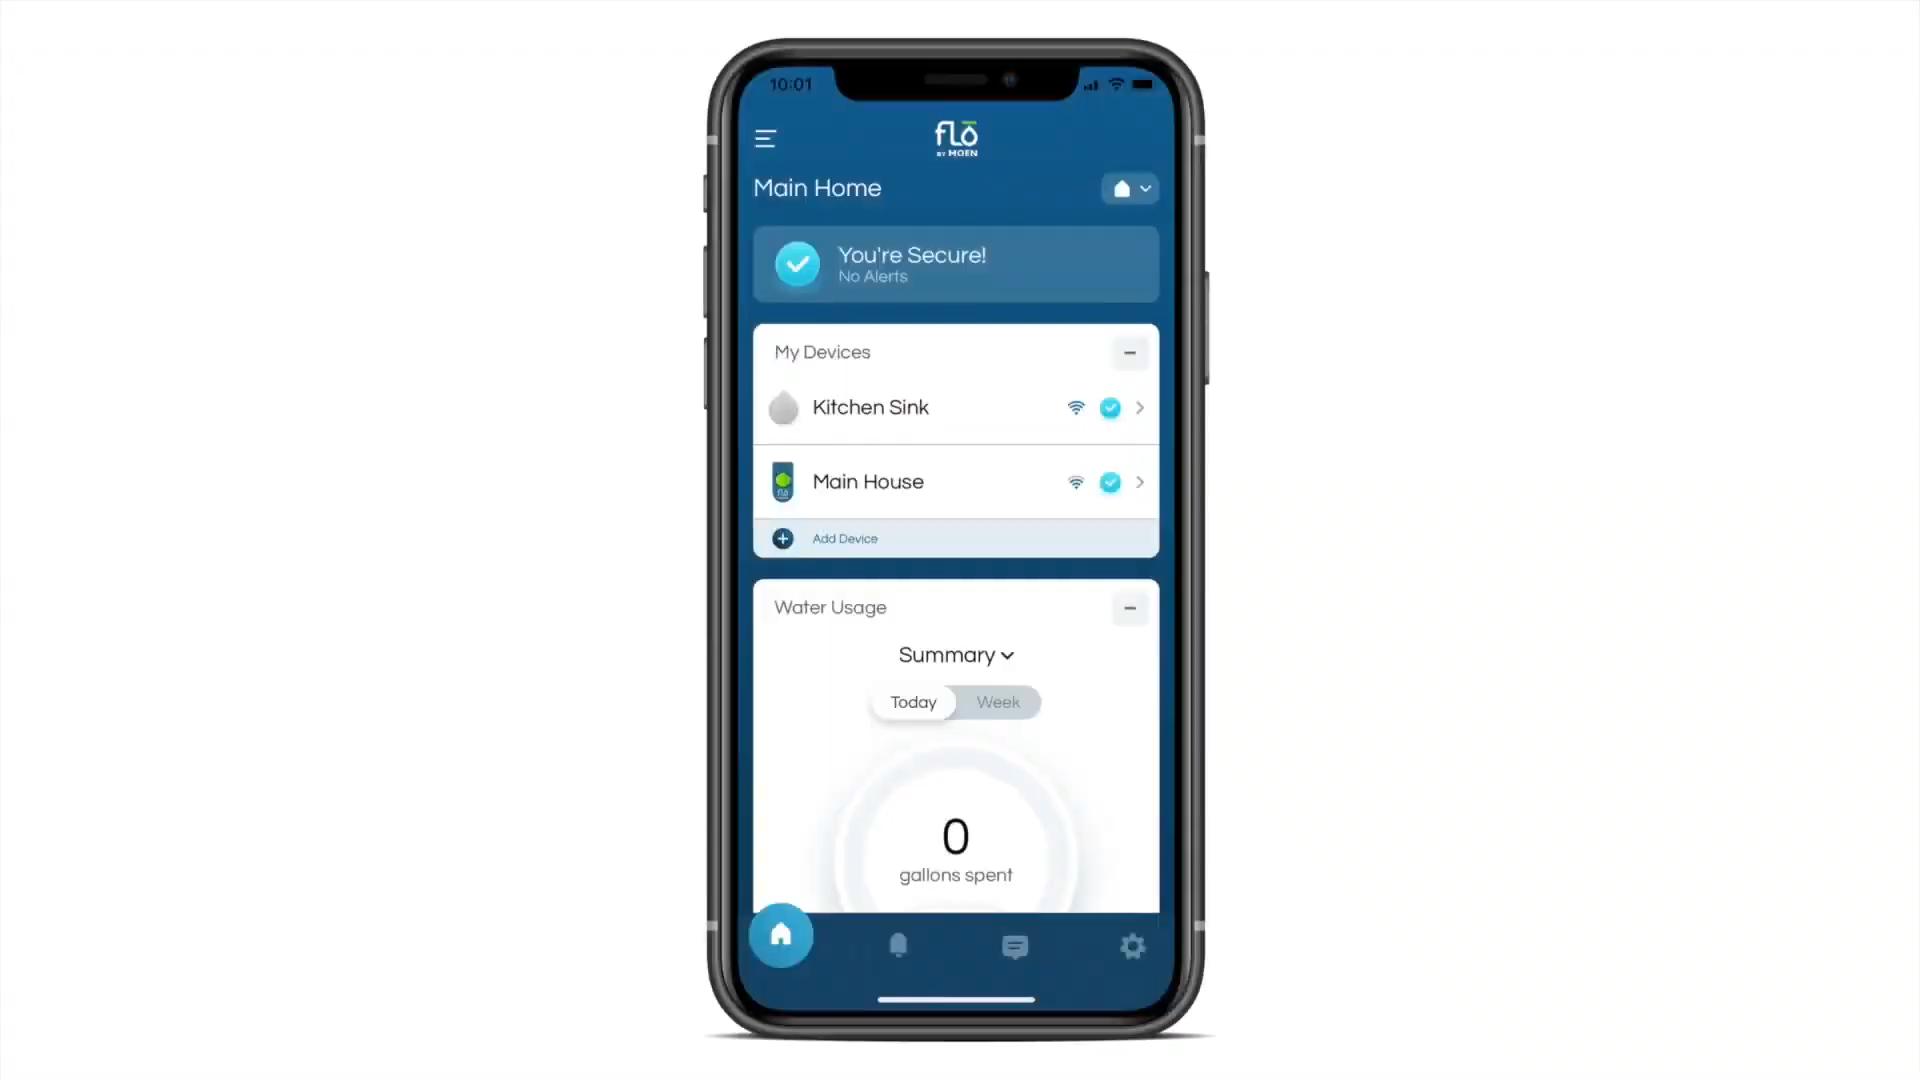 10:01
flo
BY MOEN
Main Home
You're Secure!
No Alerts
My Devices
Kitchen Sink
Main House
flo
Add Device
Water Usage
Summary
Today Week
0
gallons spent